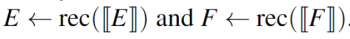 E ← rec(⟦E⟧) and F ← rec(⟦F⟧).